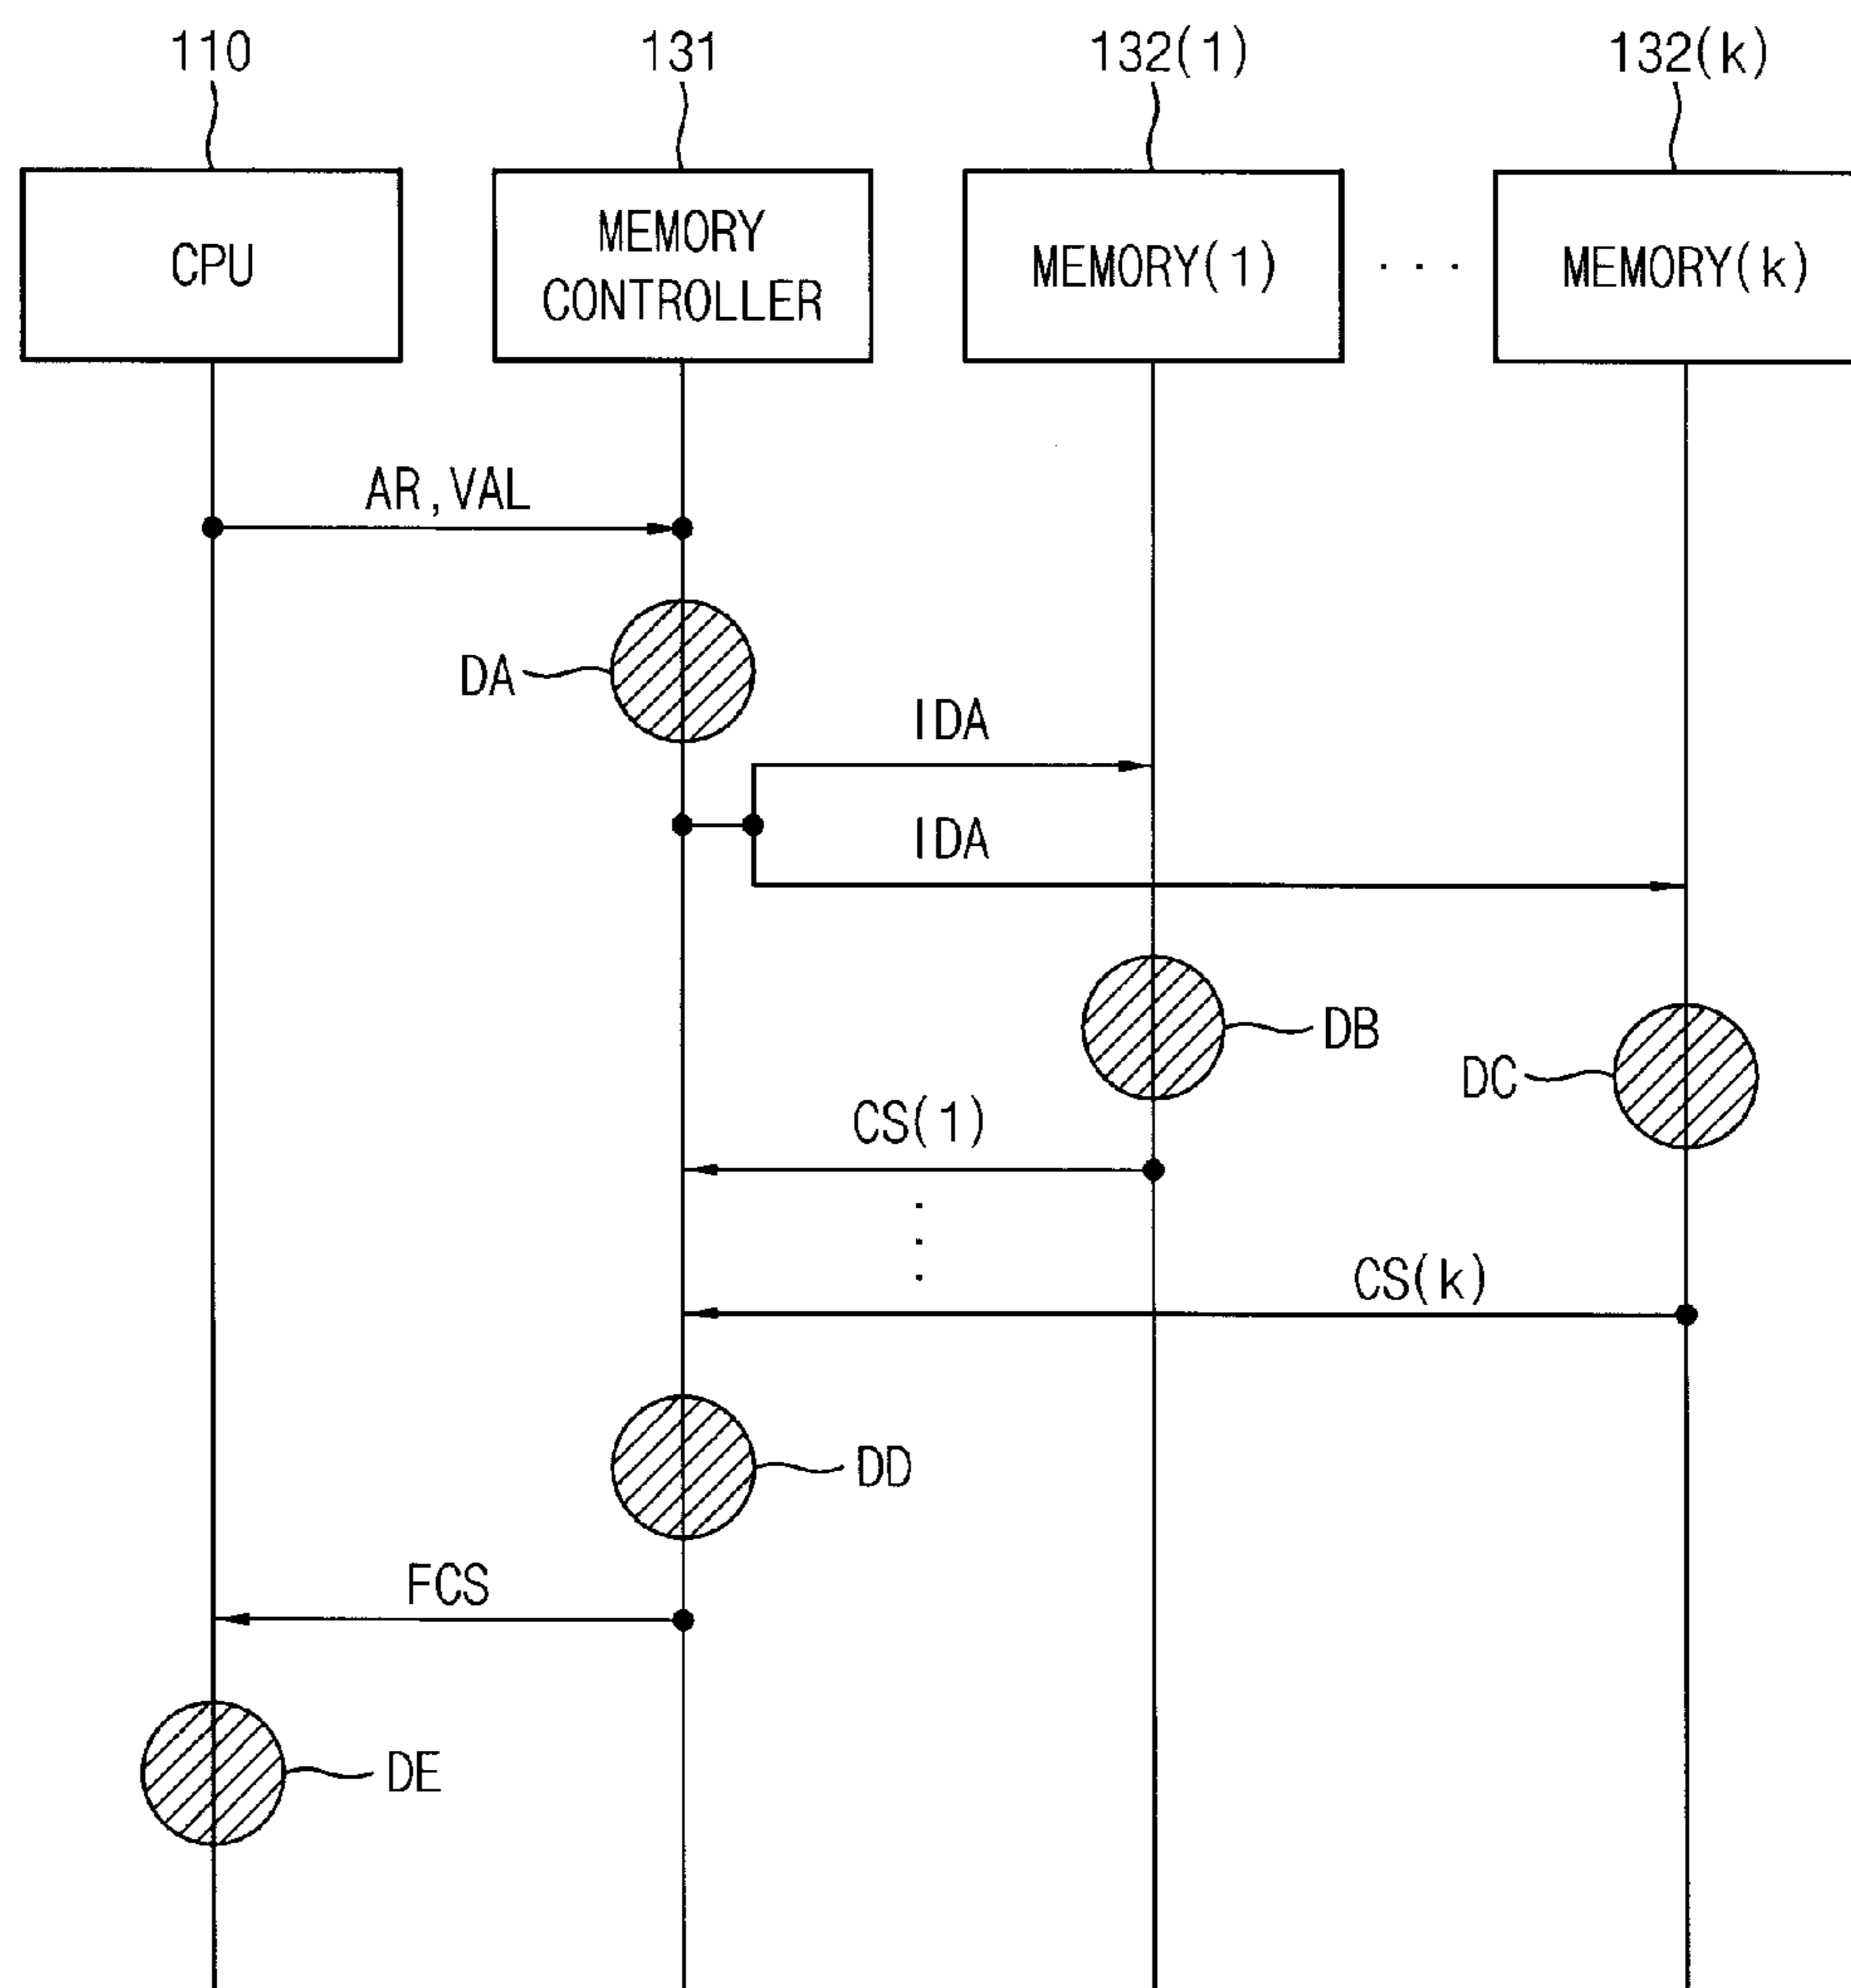 110 131 132(1) 132(k)
CPU MEMORY CONTROLLER MEMORY(1) ... MEMORY(k)
AR,VAL
DA
IDA
IDA
DB
DC
CS(1)
CS(k)
DD
FCS
DE